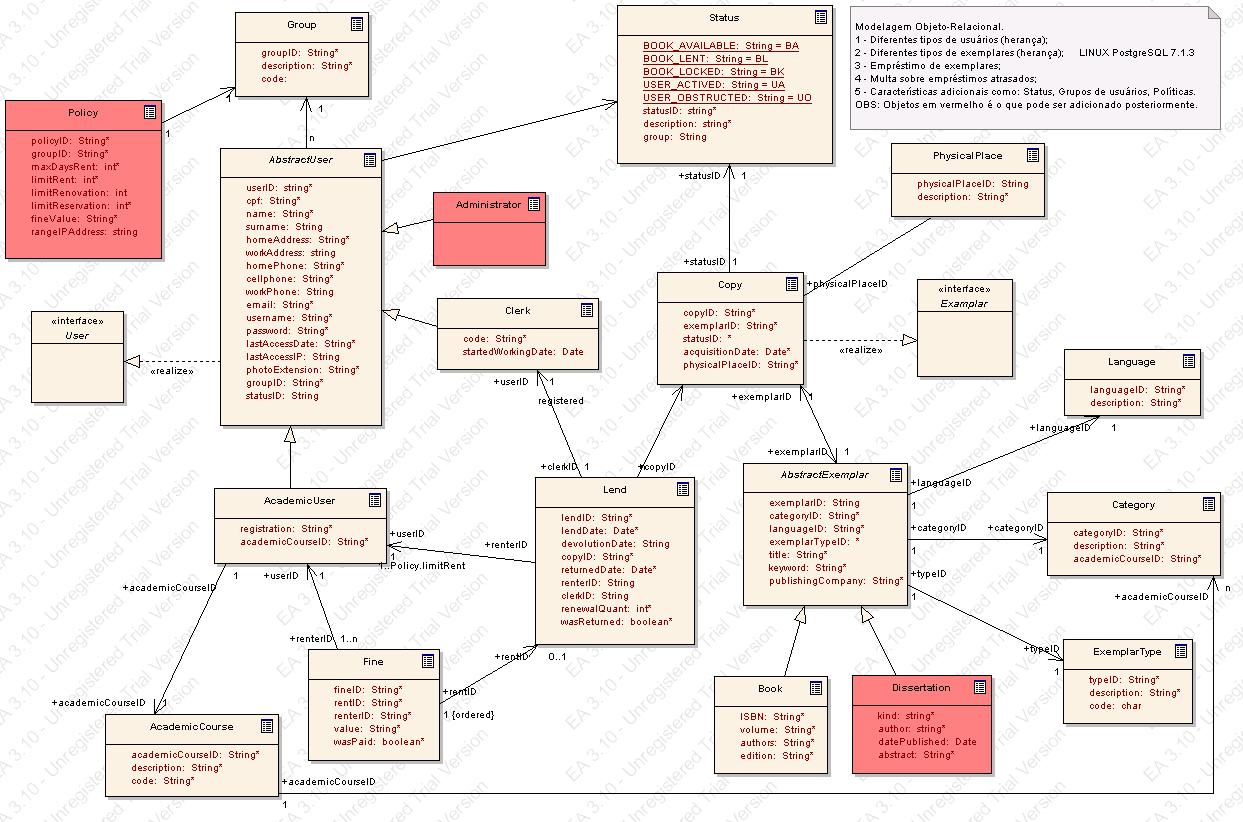 Group
groupID: String*
description: String*
code:
Status
BOOK_AVAILABLE: String = BA
BOOK_LENT: String = BL
BOOK_LOCKED: String = BK
USER_ACTIVED: String = UA
USER_OBSTRUCTED: String = UO
statusID: string*
description: string*
group: String
Modelagem Objeto-Relacional.
1 - Diferentes tipos de usuários (herança);
2 - Diferentes tipos de exemplares (herança); LINUX PostgreSQL 7.1.3
3 - Empréstimo de exemplares;
4 - Multa sobre empréstimos atrasados;
5 - Características adicionais como: Status, Grupos de usuários, Políticas.
OBS: Objetos em vermelho é o que pode ser adicionado posteriormente.
Policy
policyID: String*
groupID: String*
maxDaysRent: int*
limitRent: int*
limitRenovation: int
limitReservation: int*
fineValue: String*
rangeIPAddress: string
1
1
1
n
AbstractUser
userID: string*
cpf: String*
name: String*
surname: String
homeAddress: String*
workAddress: string
homePhone: String*
cellphone: String*
workPhone: String
email: String*
username: String*
password: String*
lastAccessDate: String*
lastAccessIP: String
photoExtension: String*
groupID: String*
statusID: String
Administrator
PhysicalPlace
physicalPlaceID: String
description: String*
+statusID 1
+statusID 1
+physicalPlaceID
Copy
copyID: String*
exemplarID: String*
statusID: *
acquisitionDate: Date*
physicalPlaceID: String*
«interface»
Examplar
«realize»
Clerk
code: String*
startedWorkingDate: Date
«interface»
User
«realize»
+userID 1
registered
+clerkID 1
+copyID
+exemplarID 1
+exemplarID 1
Language
languageID: String*
description: String*
+languageID 1
+languageID
1
AbstractExemplar
exemplarID: String
categoryID: String*
languageID: String*
exemplarTypeID: *
title: String*
keyword: String*
publishingCompany: String*
+categoryID
1
+categoryID
1
+typeID
1
Category
categoryID: String*
description: String*
academicCourseID: String*
+academicCourseID n
AcademicUser
registration: String*
academicCourseID: String*
Lend
lendID: String*
lendDate: Date*
devolutionDate: String
copyID: String*
returnedDate: Date*
renterID: String
clerkID: String
renewalQuant: int*
wasReturned: boolean*
+userID
1
+renterID
1..Policy.limitRent
+academicCourseID
1
+userID 1
+renterID 1..n
+rentID 0..1
+rentID
1 {ordered}
Fine
fineID: String*
rentID: String*
renterID: String*
value: String*
wasPaid: boolean*
+typeID
1
ExemplarType
typeID: String*
description: String*
code: char
Book
ISBN: String*
volume: String*
authors: String*
edition: String*
Dissertation
kind: string*
author: string*
datePublished: Date
abstract: String*
+academicCourseID 1
AcademicCourse
academicCourseID: String*
description: String*
code: String*
+academicCourseID
1
EA 3.10 - Unregistered Trial Version